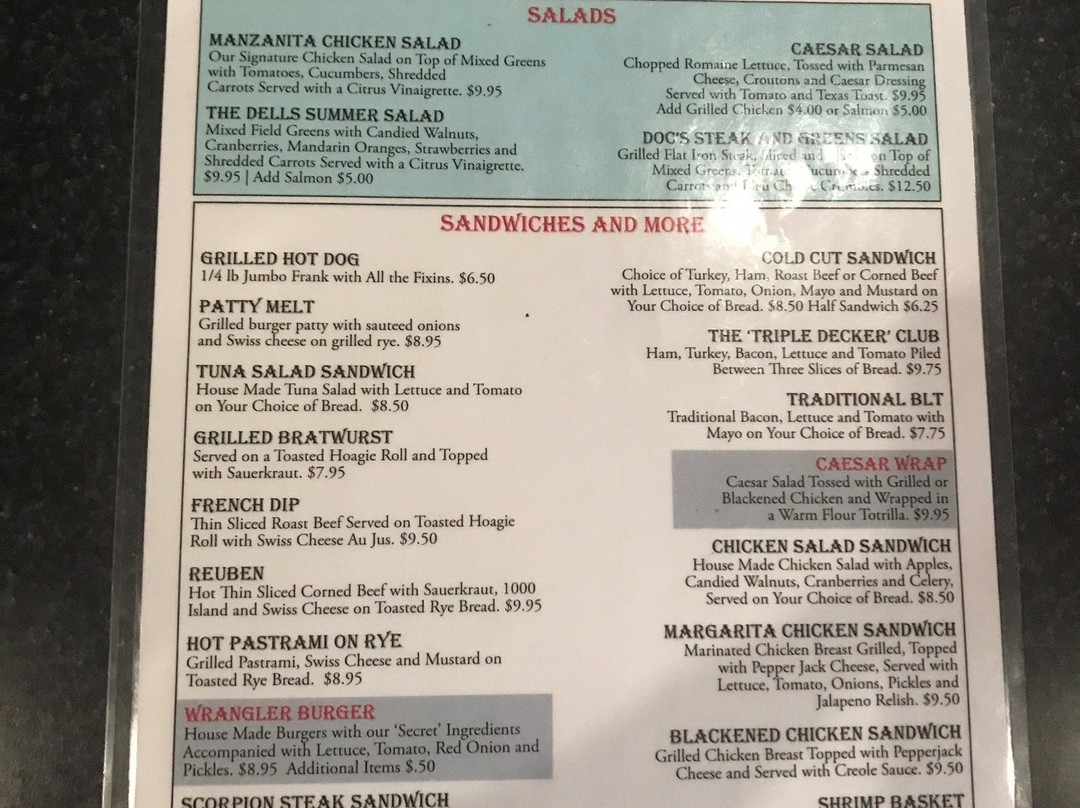 SALADS
MANZANITA CHICKEN SALAD
Our Signature Chicken Salad on Top of Mixed Greens
with Tomatoes, Cucumbers, Shredded
Carrots Served with a Citrus Vinaigrette. $9.95
THE DELLS SUMMER SALAD
Mixed Field Greens with Candied Walnuts,
Cranberries, Mandarin Oranges, Strawberries and
Shredded Carrots Served with a Citrus Vinaigrette.
$9.95 | Add Salmon $5.00
CAESAR SALAD
Chopped Romaine Lettuce, Tossed with Parmesan
Cheese, Croutons and Caesar Dressing
Served with Tomato and Texas Toast. $9.95
Add Grilled Chicken $4.00 or Salmon $5.00
DOC'S STEAK AND GREENS SALAD
Grilled Flat Iron Steak, Sliced and on Top of
Mixed Greens, Shredded
Carrots and Crumbles. $12.50
SANDWICHES AND MORE
GRILLED HOT DOG
1/4 lb Jumbo Frank with All the Fixins. $6.50
PATTY MELT
Grilled burger patty with sauteed onions
and Swiss cheese on grilled rye. $8.95
TUNA SALAD SANDWICH
House Made Tuna Salad with Lettuce and Tomato
on Your Choice of Bread. $8.50
GRILLED BRATWURST
Served on a Toasted Hoagie Roll and Topped
with Sauerkraut. $7.95
FRENCH DIP
Thin Sliced Roast Beef Served on Toasted Hoagie
Roll with Swiss Cheese Au Jus. $9.50
REUBEN
Hot Thin Sliced Corned Beef with Sauerkraut, 1000
Island and Swiss Cheese on Toasted Rye Bread. $9.95
HOT PASTRAMI ON RYE
Grilled Pastrami, Swiss Cheese and Mustard on
Toasted Rye Bread. $8.95
WRANGLER BURGER
House Made Burgers with our 'Secret' Ingredients
Accompanied with Lettuce, Tomato, Red Onion and
Pickles. $8.95 Additional Items $.50
SCORPION STEAK SANDWICH
COLD CUT SANDWICH
Choice of Turkey, Ham, Roast Beef or Corned Beef
with Lettuce, Tomato, Onion, Mayo and Mustard on
Your Choice of Bread. $8.50 Half Sandwich $6.25
THE 'TRIPLE DECKER' CLUB
Ham, Turkey, Bacon, Lettuce and Tomato Piled
Between Three Slices of Bread. $9.75
TRADITIONAL BLT
Traditional Bacon, Lettuce and Tomato with
Mayo on Your Choice of Bread. $7.75
CAESAR WRAP
Caesar Salad Tossed with Grilled or
Blackened Chicken and Wrapped in
a Warm Flour Totrilla. $9.95
CHICKEN SALAD SANDWICH
House Made Chicken Salad with Apples,
Candied Walnuts, Cranberries and Celery,
Served on Your Choice of Bread. $8.50
MARGARITA CHICKEN SANDWICH
Marinated Chicken Breast Grilled, Topped
with Pepper Jack Cheese, Served with
Lettuce, Tomato, Onions, Pickles and
Jalapeno Relish. $9.50
BLACKENED CHICKEN SANDWICH
Grilled Chicken Breast Topped with Pepperjack
Cheese and Served with Creole Sauce. $9.50
SHRIMP BASKET